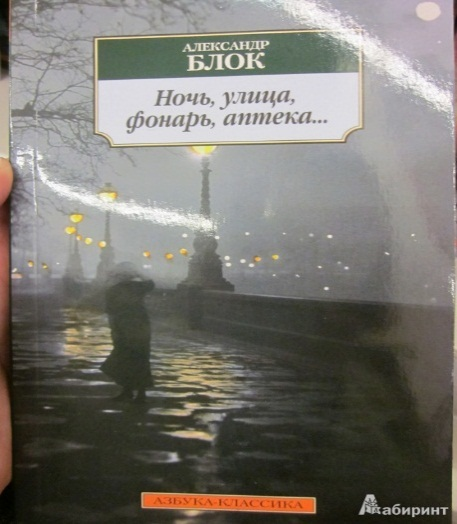 АЛЕКСАНДР
БЛОК
Ночь, улица,
фонарь, аптека...
АЗБУКА-КЛАССИКА
Лабиринт